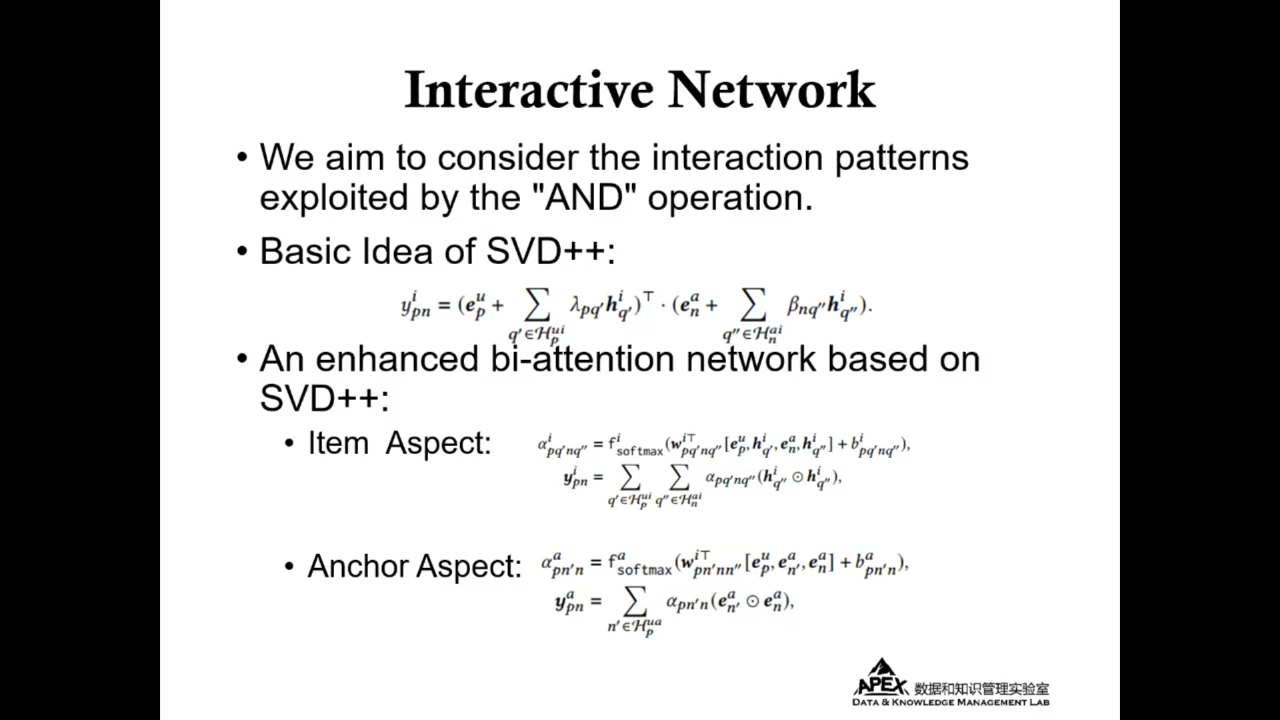 Interactive Network
• We aim to consider the interaction patterns
exploited by the "AND" operation.
• Basic Idea of SVD++:
y^i_{pn} = (e^u_p + ∑_{q'∈H^{ui}_p} λ_{pq'} h^i_{q'})^⊤ · (e^a_n + ∑_{q''∈H^{ai}_n} β_{nq''} h^i_{q''}).
• An enhanced bi-attention network based on
SVD++:
• Item Aspect: α^i_{pq'nq''} = f^i_{softmax}(w^{i⊤}_{pq'nq''}[e^u_p, h^i_{q'}, e^a_n, h^i_{q''}] + b^i_{pq'nq''}),
y^i_{pn} = ∑_{q'∈H^{ui}_p} ∑_{q''∈H^{ai}_n} α_{pq'nq''}(h^i_{q''} ⊙ h^i_{q''}),
• Anchor Aspect: α^a_{pn'n} = f^a_{softmax}(w^{i⊤}_{pn'nn''}[e^u_p, e^a_{n'}, e^a_n] + b^a_{pn'n}),
y^a_{pn} = ∑_{n'∈H^{ua}_p} α_{pn'n}(e^a_{n'} ⊙ e^a_n),
APEX 数据和知识管理实验室
DATA & KNOWLEDGE MANAGEMENT LAB